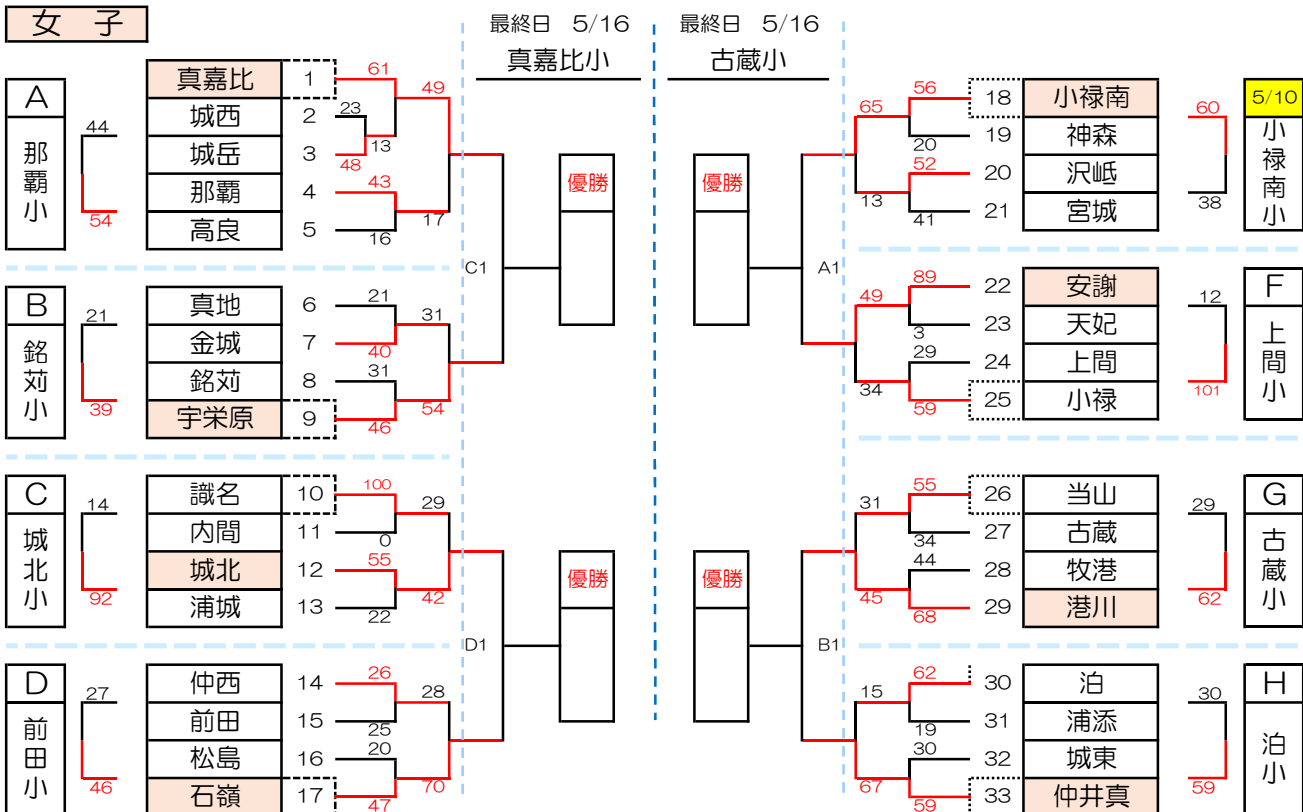 女 子
最終日 5/16
真嘉比小
最終日 5/16
古蔵小
A
那覇小
44
54
真嘉比 1
城西 2
城岳 3
那覇 4
高良 5
61
23
48
13
43
16
49
17
B
銘苅小
21
39
真地 6
金城 7
銘苅 8
宇栄原 9
21
40
31
46
31
54
C1
優勝
C
城北小
14
92
識名 10
内間 11
城北 12
浦城 13
100
0
55
22
29
42
D
前田小
27
46
仲西 14
前田 15
松島 16
石嶺 17
26
25
20
47
28
70
D1
優勝
優勝
A1
65
13
56
20
52
41
18 小禄南
19 神森
20 沢岻
21 宮城
60
38
5/10
小禄南小
49
34
89
3
29
59
22 安謝
23 天妃
24 上間
25 小禄
12
101
F
上間小
優勝
B1
31
45
55
34
44
68
26 当山
27 古蔵
28 牧港
29 港川
29
62
G
古蔵小
15
67
62
19
30
59
30 泊
31 浦添
32 城東
33 仲井真
30
59
H
泊小